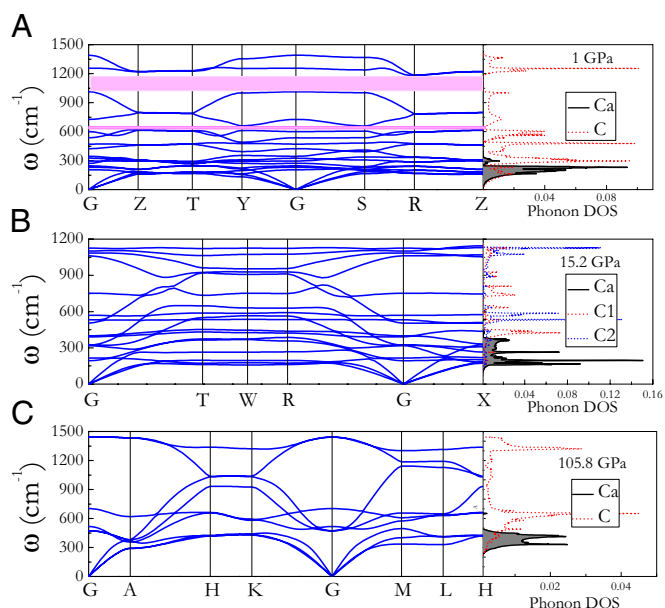 A
ω (cm⁻¹)
1500
1200
900
600
300
0
G Z T Y G S R Z
1 GPa
Ca
C
0.04 0.08
Phonon DOS
B
ω (cm⁻¹)
1200
900
600
300
0
G T W R G X
15.2 GPa
Ca
C1
C2
0.04 0.08 0.12 0.16
Phonon DOS
C
ω (cm⁻¹)
1500
1200
900
600
300
0
G A H K G M L H
105.8 GPa
Ca
C
0.0 0.02 0.04
Phonon DOS